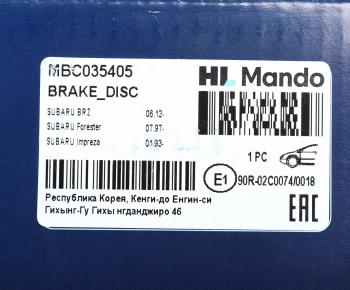 MBC035405
HL Mando
BRAKE_DISC
SUBARU BRZ 06.12-
SUBARU Forester 07.97-
SUBARU Impreza 01.93-
1 PC
E1 90R-02C0074/0018
EAC
Республика Корея, Кенги-до Енгин-си
Гихынг-Гу Гихы нгданджиро 46